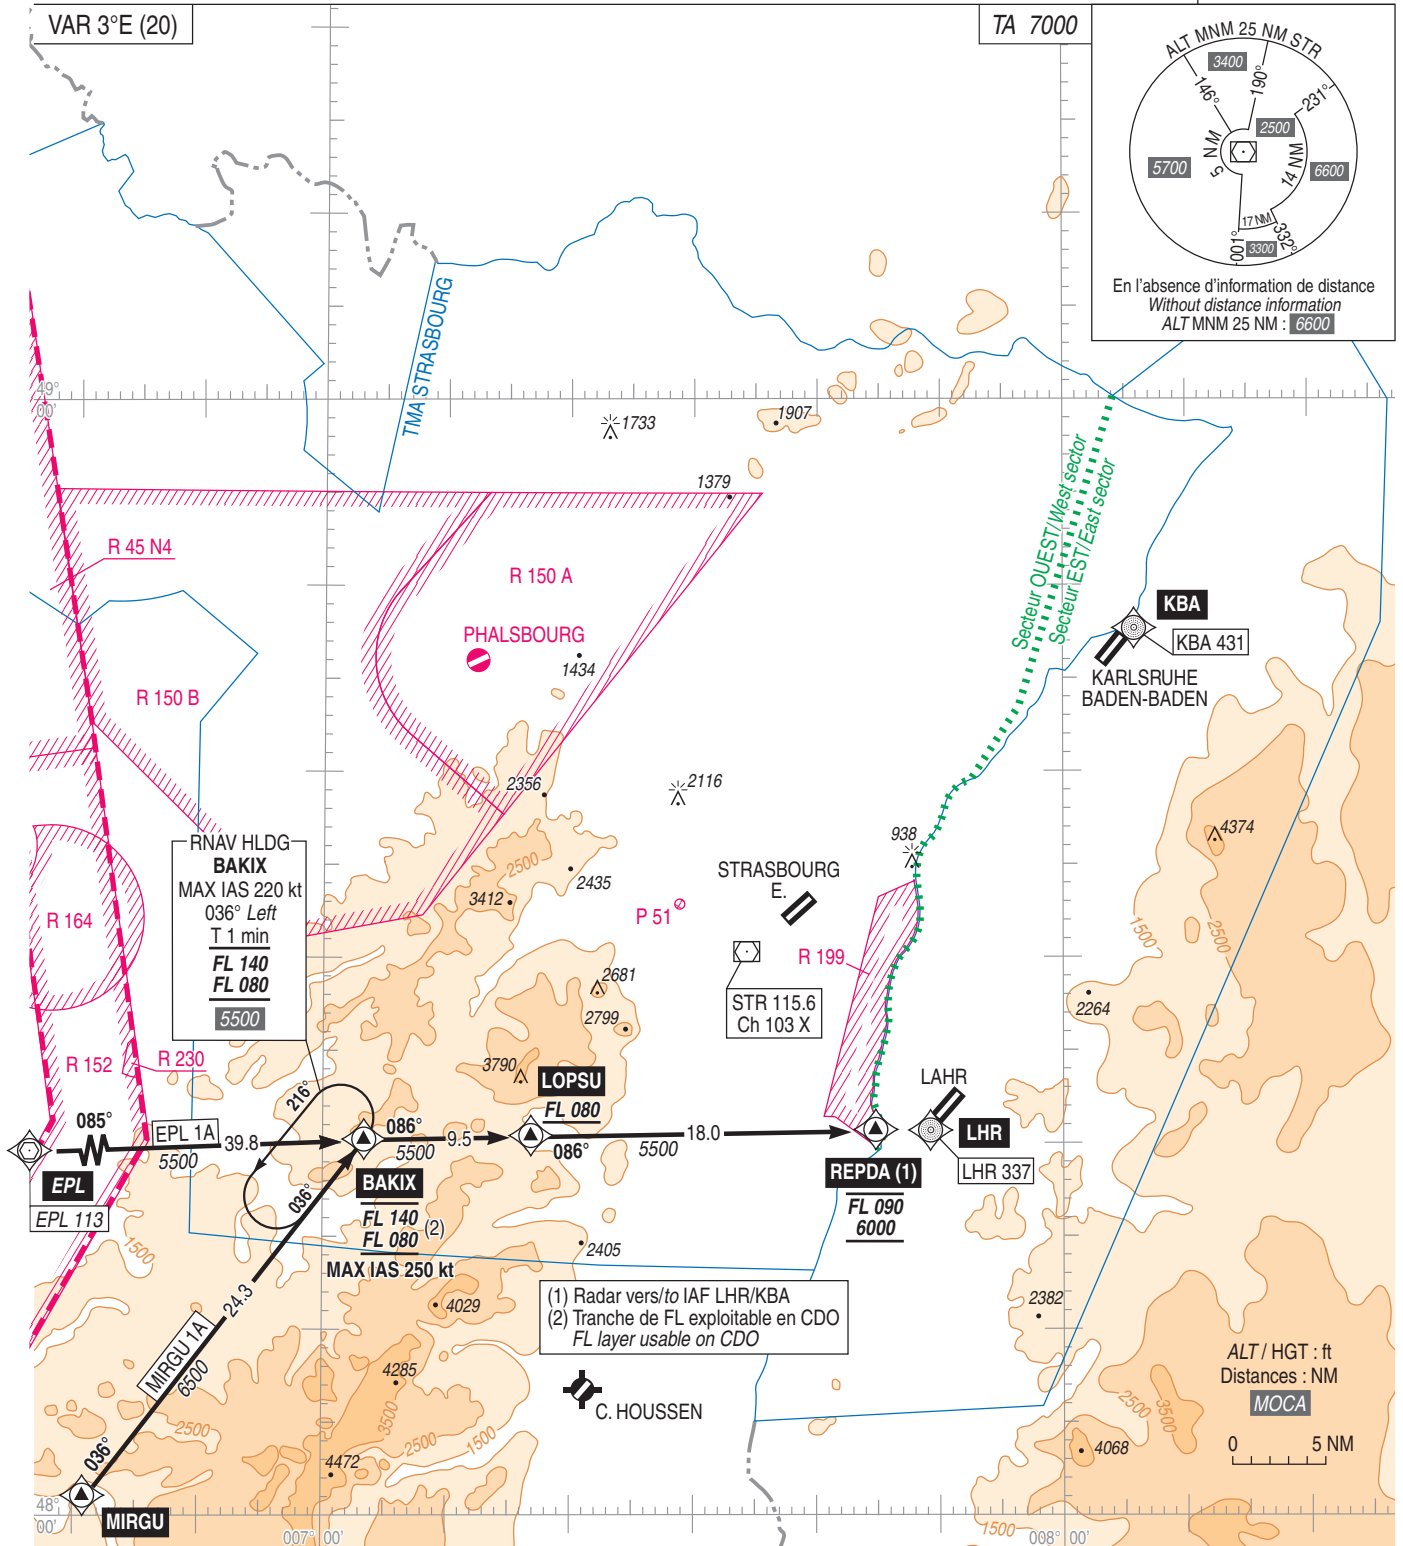 VAR 3°E (20)
TA 7000
ALT MNM 25 NM STR
3400
146°
190°
231°
2500
5 NM
5700
14 NM
6600
17 NM
001°
3300
332°
En l'absence d'information de distance
Without distance information
ALT MNM 25 NM : 6600
TMA STRASBOURG
49°
00'
1733
1907
1379
Secteur OUEST/West sector
Secteur EST/East sector
R 45 N4
R 150 A
PHALSBOURG
1434
R 150 B
KBA
KBA 431
KARLSRUHE
BADEN-BADEN
2356
2116
938
4374
RNAV HLDG
BAKIX
MAX IAS 220 kt
036° Left
T 1 min
FL 140
FL 080
5500
2500
2435
3412
STRASBOURG
E.
P 51
R 164
R 199
1500
2500
2681
2799
STR 115.6
Ch 103 X
2264
R 152
R 230
3790
LOPSU
FL 080
LAHR
216°
085°
EPL 1A
39.8
5500
086°
9.5
5500
086°
18.0
5500
LHR
LHR 337
EPL
EPL 113
036°
BAKIX
FL 140
FL 080
(2)
MAX IAS 250 kt
REPDA (1)
FL 090
6000
1500
2405
24.3
4029
(1) Radar vers/to IAF LHR/KBA
(2) Tranche de FL exploitable en CDO
FL layer usable on CDO
2382
MIRGU 1A
6500
4285
3500
C. HOUSSEN
ALT / HGT : ft
Distances : NM
MOCA
0 5 NM
2500
2500
1500
2500
3500
1500
4068
036°
4472
MIRGU
48°
00'
007° 00'
008° 00'
1500